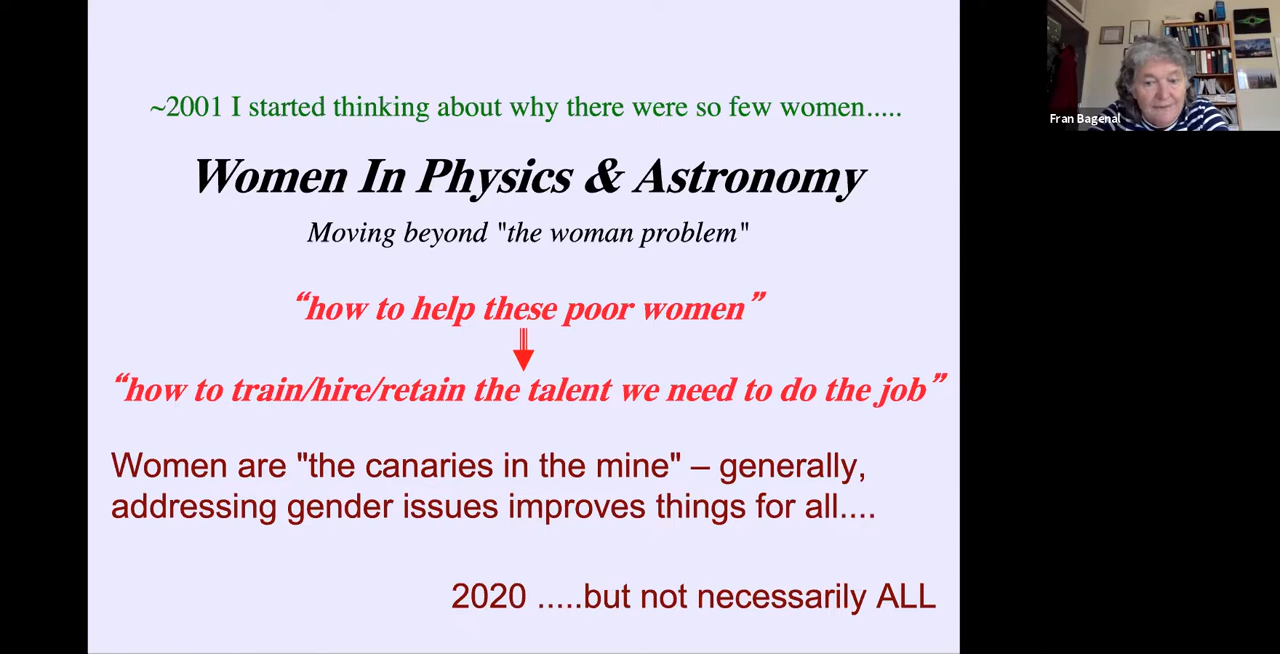 ~2001 I started thinking about why there were so few women.....
Women In Physics & Astronomy
Moving beyond "the woman problem"
“how to help these poor women”
“how to train/hire/retain the talent we need to do the job”
Women are "the canaries in the mine" – generally,
addressing gender issues improves things for all....
2020 .....but not necessarily ALL
Fran Bagenal